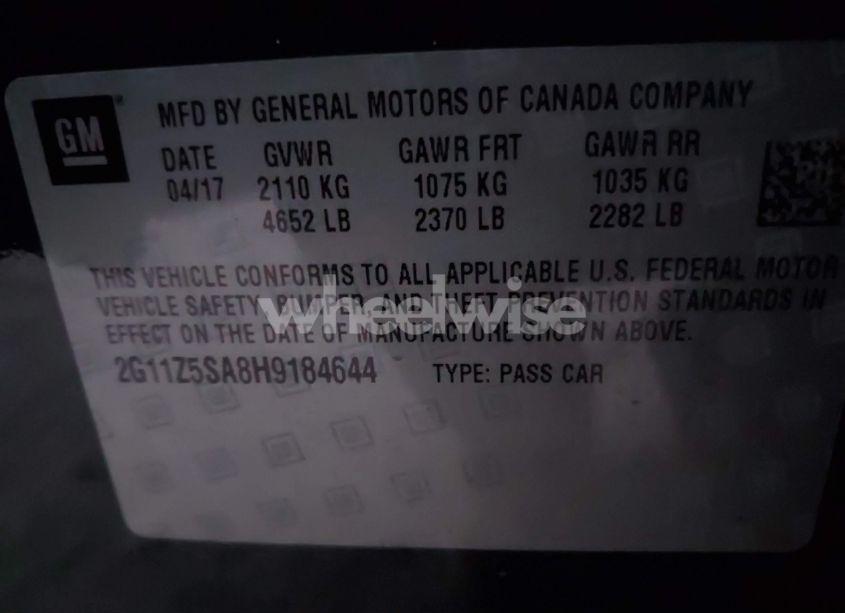 GM
MFD BY GENERAL MOTORS OF CANADA COMPANY
DATE GVWR GAWR FRT GAWR RR
04/17 2110 KG 1075 KG 1035 KG
4652 LB 2370 LB 2282 LB
THIS VEHICLE CONFORMS TO ALL APPLICABLE U.S. FEDERAL MOTOR
VEHICLE SAFETY, BUMPER, AND THEFT PREVENTION STANDARDS IN
wheelwise
EFFECT ON THE DATE OF MANUFACTURE SHOWN ABOVE.
2G11Z5SA8H9184644 TYPE: PASS CAR